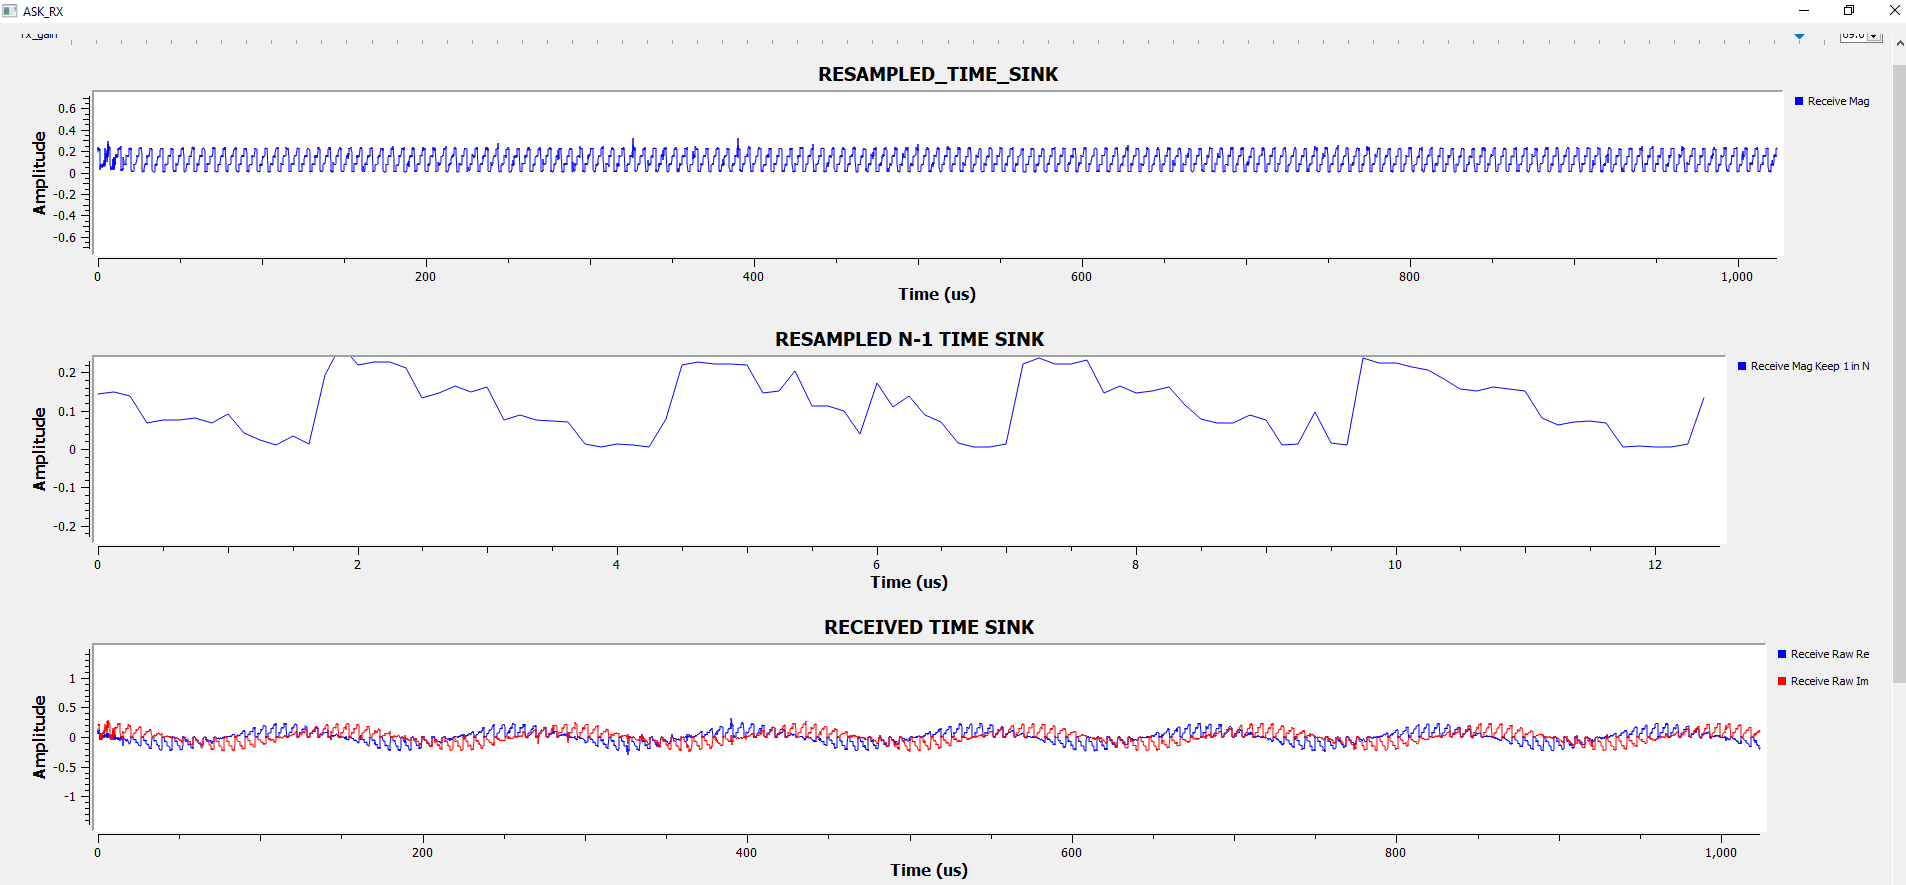 ASK_RX
rx_gain
RESAMPLED_TIME_SINK
Receive Mag
Amplitude
0.6
0.4
0.2
0
-0.2
-0.4
-0.6
0 200 400 600 800 1,000
Time (us)
RESAMPLED N-1 TIME SINK
Receive Mag Keep 1 in N
Amplitude
0.2
0.1
0
-0.1
-0.2
0 2 4 6 8 10 12
Time (us)
RECEIVED TIME SINK
Receive Raw Re
Receive Raw Im
Amplitude
1
0.5
0
-0.5
-1
0 200 400 600 800 1,000
Time (us)